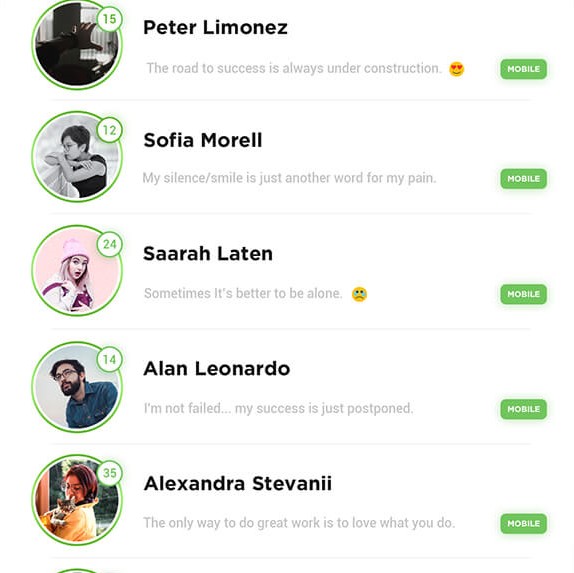 15
Peter Limonez
The road to success is always under construction. 😍
MOBILE
12
Sofia Morell
My silence/smile is just another word for my pain.
MOBILE
24
Saarah Laten
Sometimes It's better to be alone. 😢
MOBILE
14
Alan Leonardo
I'm not failed... my success is just postponed.
MOBILE
35
Alexandra Stevanii
The only way to do great work is to love what you do.
MOBILE